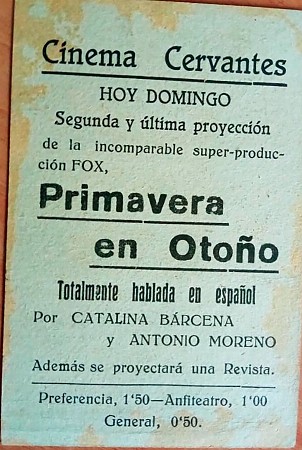 Cinema Cervantes
HOY DOMINGO
Segunda y última proyección
de la incomparable super-produc-
ción FOX,
Primavera
en Otoño
Totalmente hablada en español
Por CATALINA BÁRCENA
y ANTONIO MORENO
Además se proyectará una Revista.
Preferencia, 1'50—Anfiteatro, 1'00
General, 0'50.